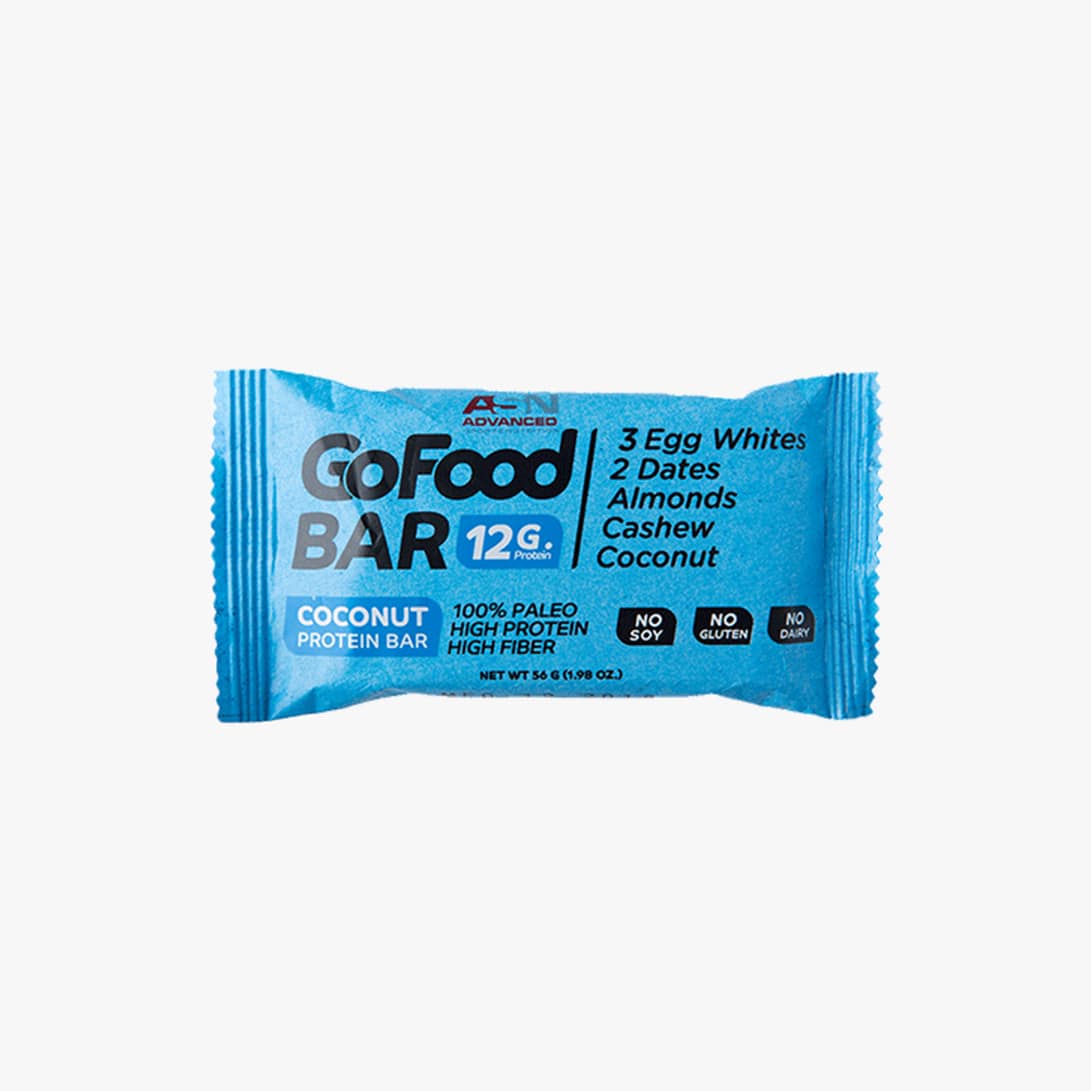 ADVANCED
GoFood
BAR
12G.
Protein
3 Egg Whites
2 Dates
Almonds
Cashew
Coconut
COCONUT
PROTEIN BAR
100% PALEO
HIGH PROTEIN
HIGH FIBER
NO
SOY
NO
GLUTEN
NO
DAIRY
NET WT 56 G (1.98 OZ.)